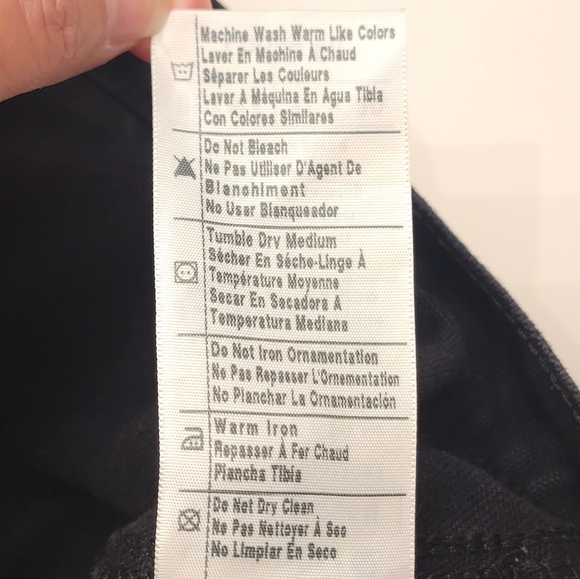 Machine Wash Warm Like Colors
Laver En Machine À Chaud
Séparer Les Couleurs
Lavar A Máquina En Agua Tibia
Con Colores Similares
Do Not Bleach
Ne Pas Utiliser D'Agent De
Blanchiment
No Usar Blanqueador
Tumble Dry Medium
Sécher En Séche-Linge À
Température Moyenne
Secar En Secadora A
Temperatura Mediana
Do Not Iron Ornamentation
Ne Pas Repasser L'Ornementation
No Planchar La Ornamentación
Warm Iron
Repasser À Fer Chaud
Plancha Tibia
Do Not Dry Clean
Ne Pas Nettoyer À Sec
No Limpiar En Seco